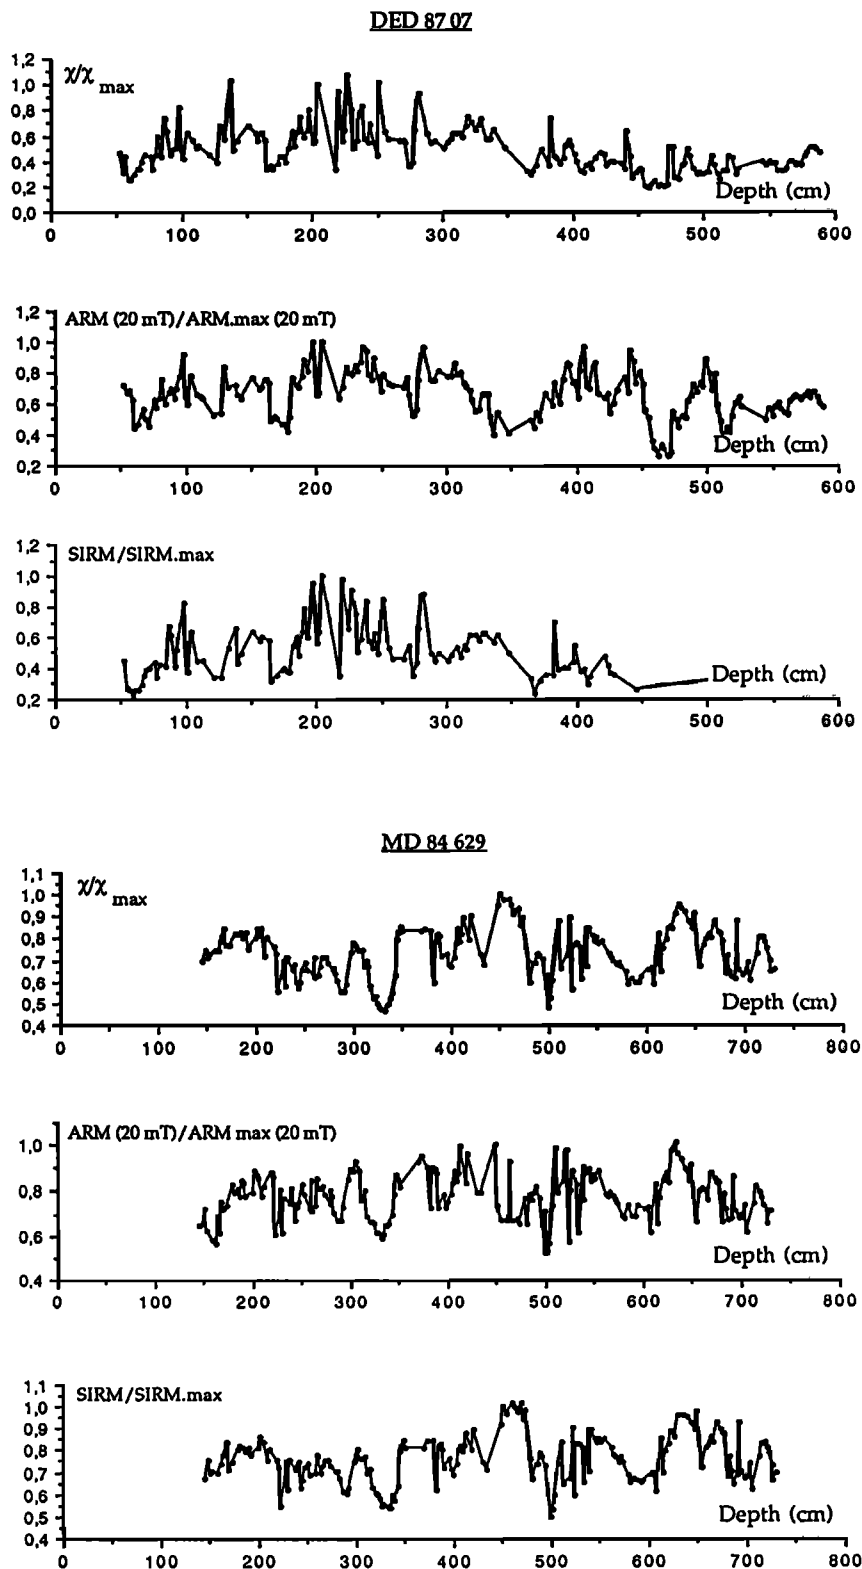 DED 87 07
1,2
χ/χ max
1,0
0,8
0,6
0,4
0,2
Depth (cm)
0,0
0 100 200 300 400 500 600
1,2
ARM (20 mT)/ARM.max (20 mT)
1,0
0,8
0,6
0,4
Depth (cm)
0,2
0 100 200 300 400 500 600
1,2
SIRM/SIRM.max
1,0
0,8
0,6
0,4
Depth (cm)
0,2
0 100 200 300 400 500 600
MD 84 629
1,1
χ/χ max
1,0
0,9
0,8
0,7
0,6
0,5
Depth (cm)
0,4
0 100 200 300 400 500 600 700 800
ARM (20 mT)/ARM max (20 mT)
1,0
0,8
0,6
Depth (cm)
0,4
0 100 200 300 400 500 600 700 800
1,1
SIRM/SIRM.max
1,0
0,9
0,8
0,7
0,6
0,5
Depth (cm)
0,4
0 100 200 300 400 500 600 700 800